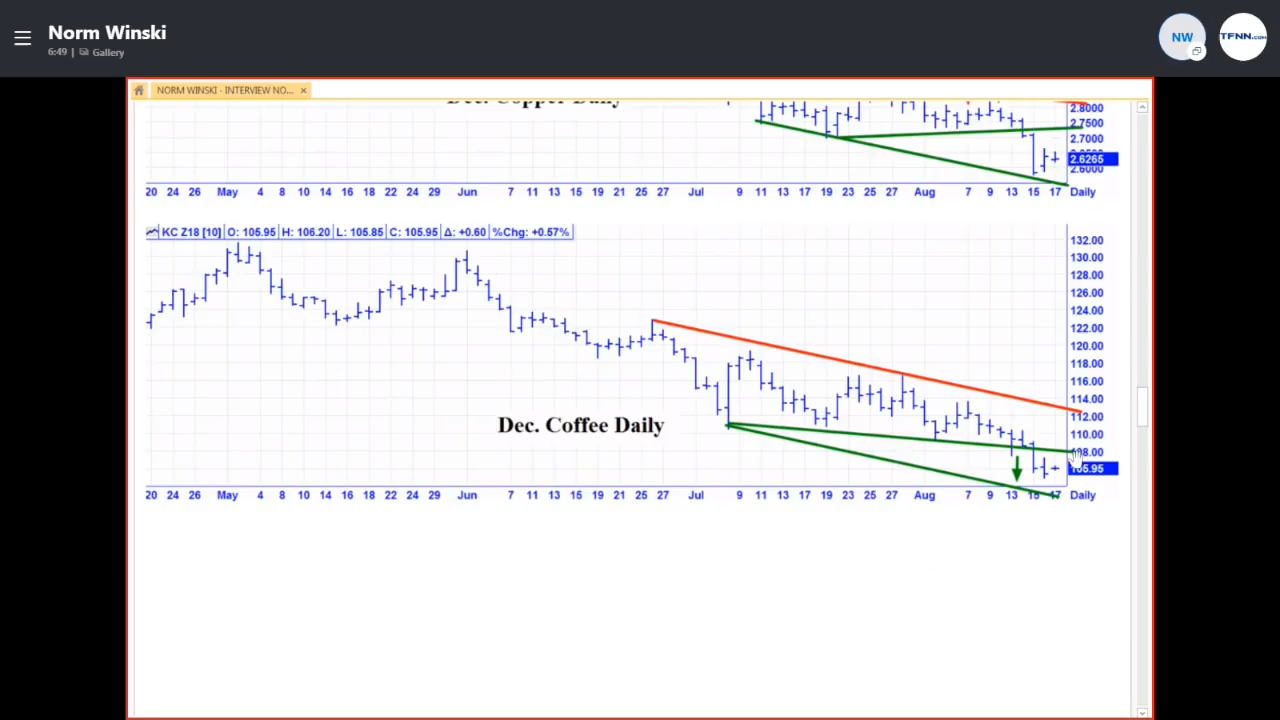 Norm Winski
6:49 | Gallery
NW
TFNN.COM
NORM WINSKI - INTERVIEW NO... ×
Dec. Copper Daily
2.8000
2.7500
2.7000
2.6265
2.6000
20 24 26 May 4 8 10 14 16 18 22 24 29 Jun 7 11 13 15 19 21 25 27 Jul 9 11 13 17 19 23 25 27 Aug 7 9 13 15 17 Daily
KC Z18 [10] O: 105.95 H: 106.20 L: 105.85 C: 105.95 Δ: +0.60 %Chg: +0.57%
132.00
130.00
128.00
126.00
124.00
122.00
120.00
118.00
116.00
114.00
112.00
110.00
108.00
105.95
Dec. Coffee Daily
20 24 26 May 4 8 10 14 16 18 22 24 29 Jun 7 11 13 15 19 21 25 27 Jul 9 11 13 17 19 23 25 27 Aug 7 9 13 15 17 Daily